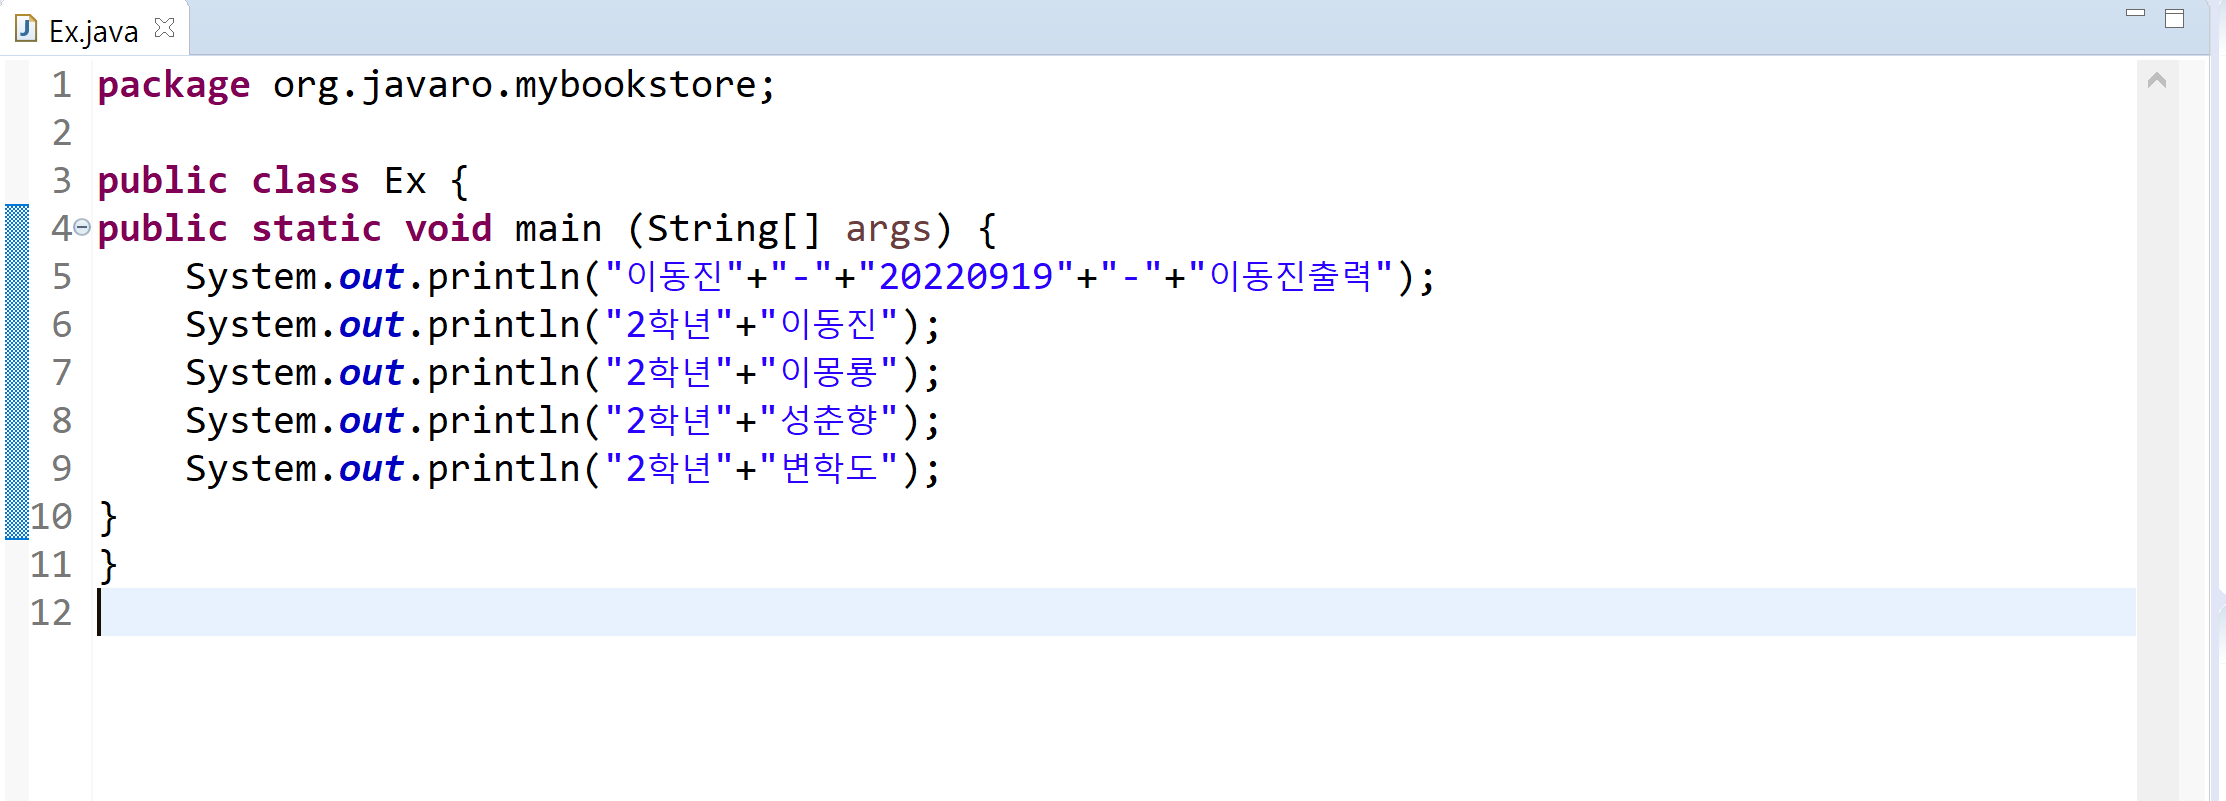 Ex.java
1 package org.javaro.mybookstore;
2
3 public class Ex {
4 public static void main (String[] args) {
5     System.out.println("이동진"+"-"+"20220919"+"-"+"이동진출력");
6     System.out.println("2학년"+"이동진");
7     System.out.println("2학년"+"이몽룡");
8     System.out.println("2학년"+"성춘향");
9     System.out.println("2학년"+"변학도");
10 }
11 }
12